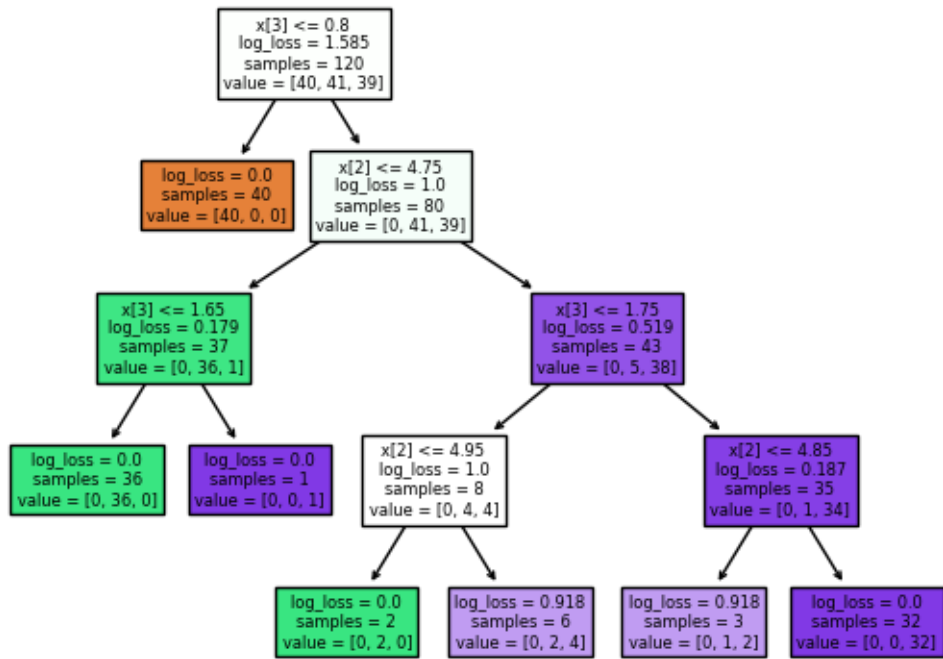 x[3] <= 0.8
log_loss = 1.585
samples = 120
value = [40, 41, 39]
log_loss = 0.0
samples = 40
value = [40, 0, 0]
x[2] <= 4.75
log_loss = 1.0
samples = 80
value = [0, 41, 39]
x[3] <= 1.65
log_loss = 0.179
samples = 37
value = [0, 36, 1]
x[3] <= 1.75
log_loss = 0.519
samples = 43
value = [0, 5, 38]
log_loss = 0.0
samples = 36
value = [0, 36, 0]
log_loss = 0.0
samples = 1
value = [0, 0, 1]
x[2] <= 4.95
log_loss = 1.0
samples = 8
value = [0, 4, 4]
x[2] <= 4.85
log_loss = 0.187
samples = 35
value = [0, 1, 34]
log_loss = 0.0
samples = 2
value = [0, 2, 0]
log_loss = 0.918
samples = 6
value = [0, 2, 4]
log_loss = 0.918
samples = 3
value = [0, 1, 2]
log_loss = 0.0
samples = 32
value = [0, 0, 32]